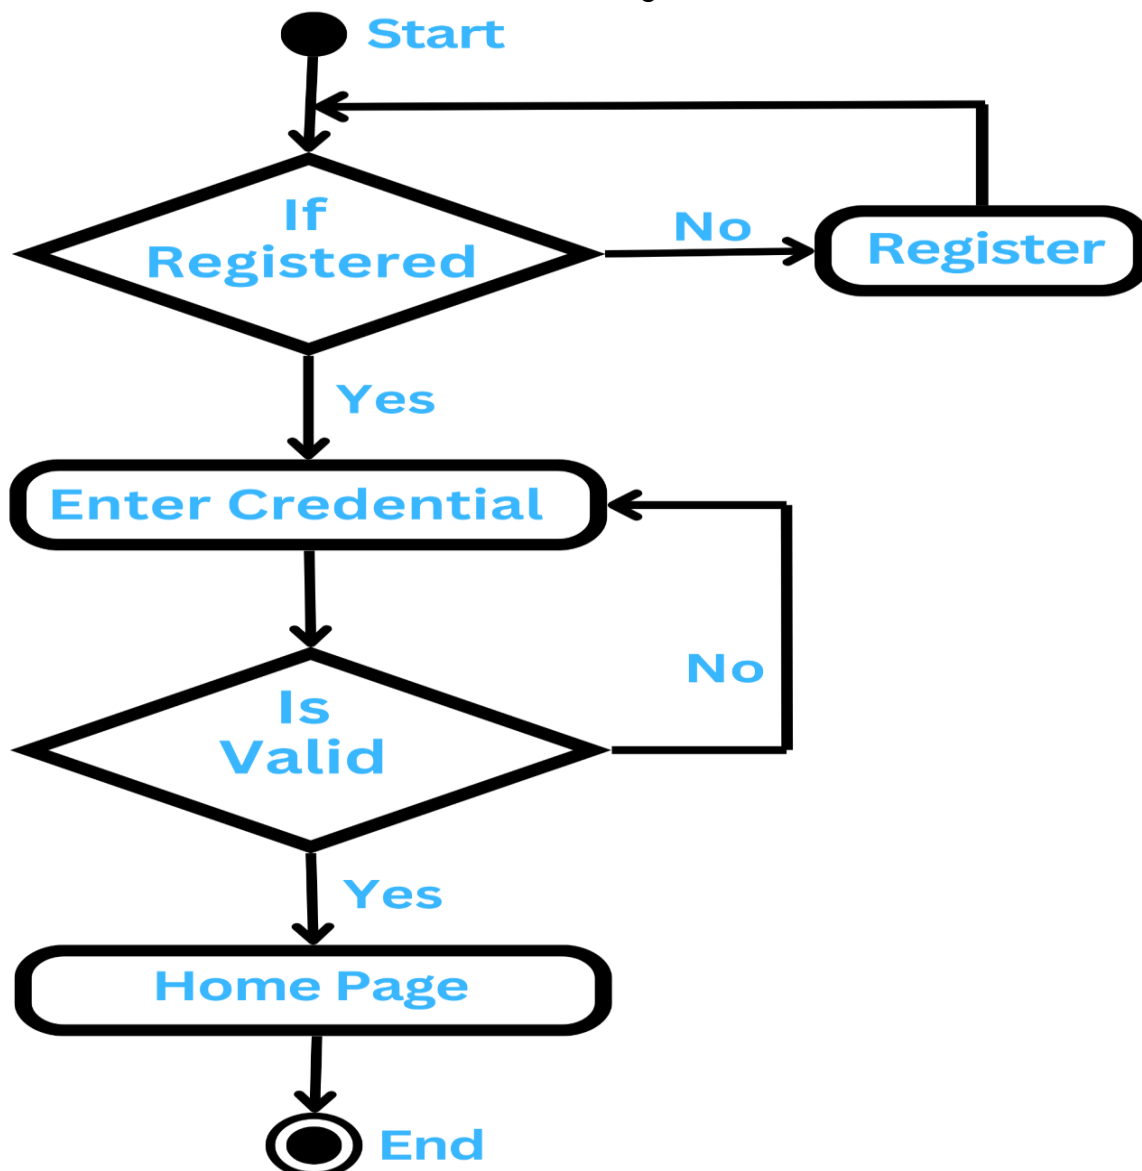 Start
If
Registered
No
Register
Yes
Enter Credential
Is
Valid
No
Yes
Home Page
End